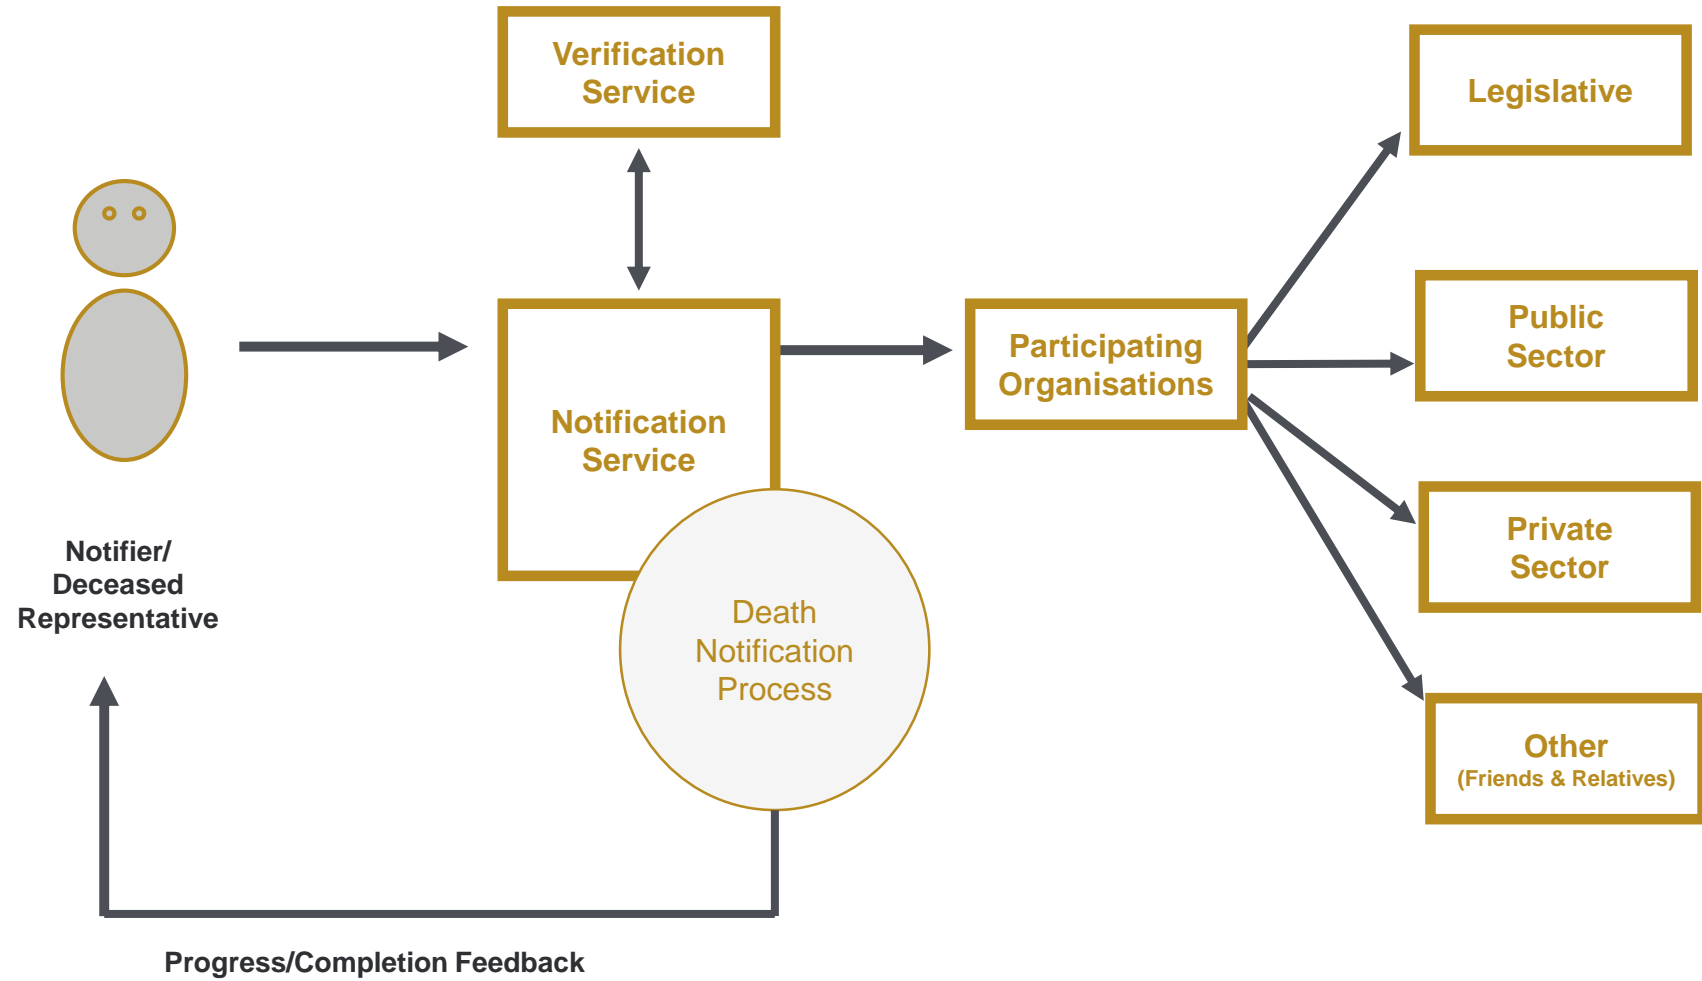 Verification
Service
Legislative
Public
Sector
Participating
Organisations
Notification
Service
Private
Sector
Notifier/
Deceased
Representative
Death
Notification
Process
Other
(Friends & Relatives)
Progress/Completion Feedback